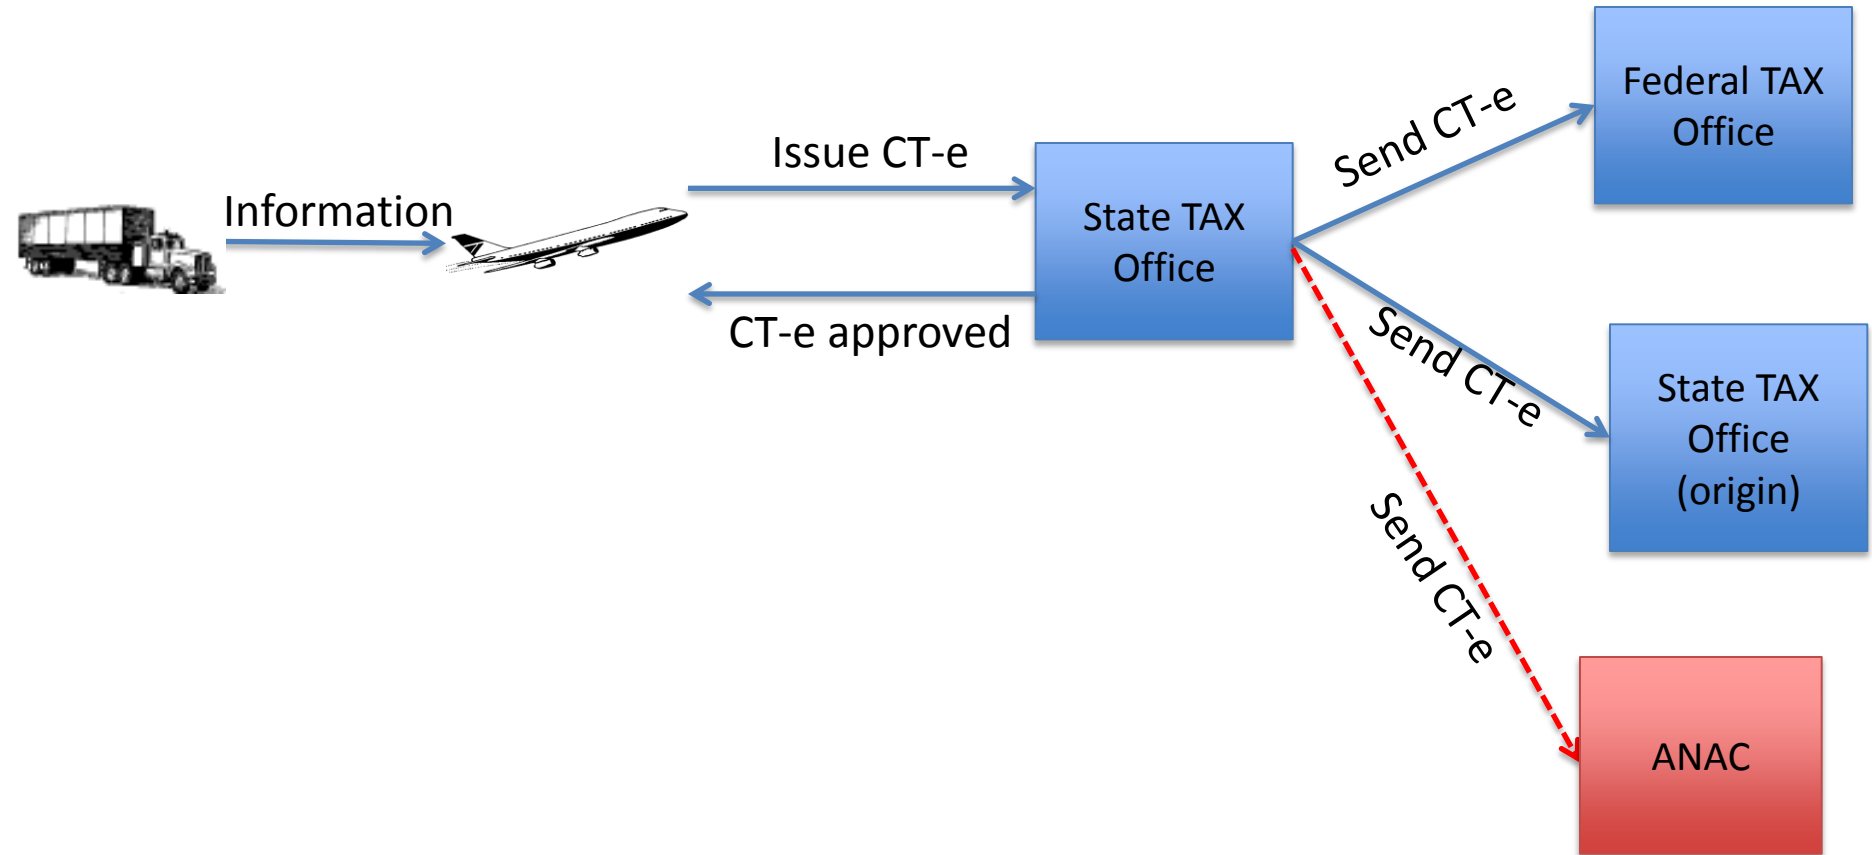 Information
Issue CT-e
CT-e approved
State TAX
Office
Send CT-e
Federal TAX
Office
Send CT-e
State TAX
Office
(origin)
Send CT-e
ANAC